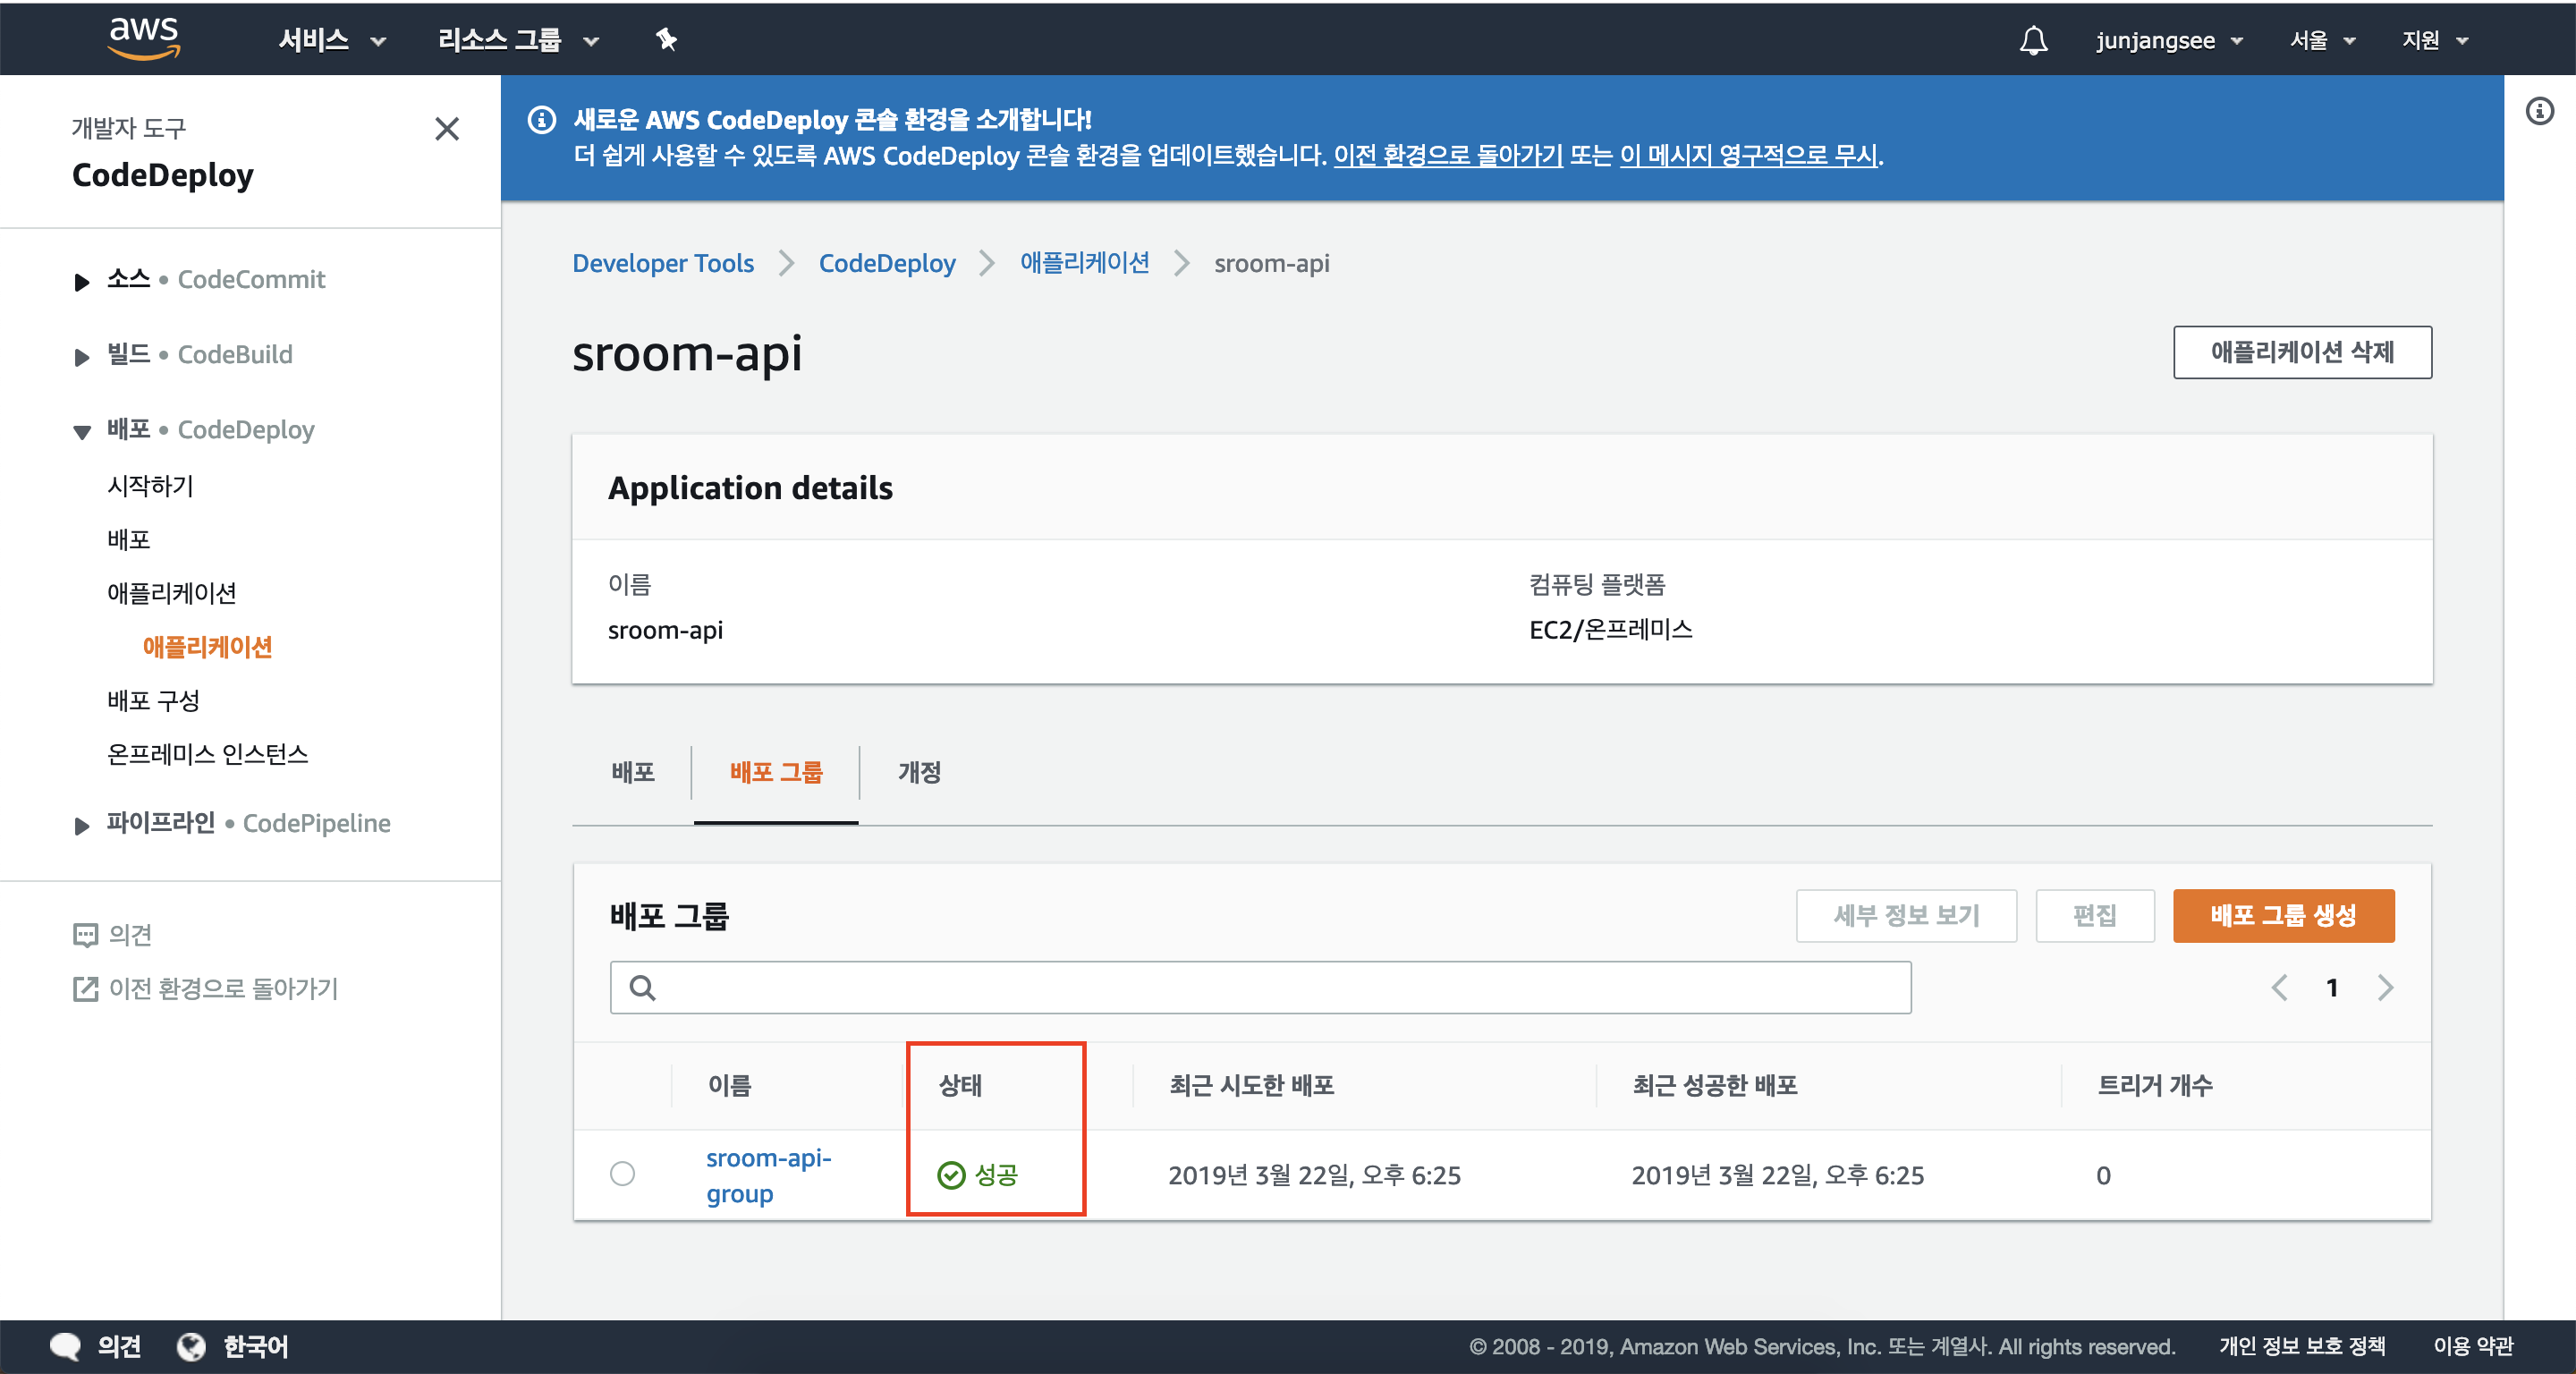 aws 서비스 리소스 그룹 junjangsee 서울 지원
개발자 도구
CodeDeploy
소스 • CodeCommit
빌드 • CodeBuild
배포 • CodeDeploy
시작하기
배포
애플리케이션
애플리케이션
배포 구성
온프레미스 인스턴스
파이프라인 • CodePipeline
의견
이전 환경으로 돌아가기
새로운 AWS CodeDeploy 콘솔 환경을 소개합니다!
더 쉽게 사용할 수 있도록 AWS CodeDeploy 콘솔 환경을 업데이트했습니다. 이전 환경으로 돌아가기 또는 이 메시지 영구적으로 무시.
Developer Tools CodeDeploy 애플리케이션 sroom-api
sroom-api 애플리케이션 삭제
Application details
이름 컴퓨팅 플랫폼
sroom-api EC2/온프레미스
배포 배포 그룹 개정
배포 그룹 세부 정보 보기 편집 배포 그룹 생성
1
이름 상태 최근 시도한 배포 최근 성공한 배포 트리거 개수
sroom-api-
group 성공 2019년 3월 22일, 오후 6:25 2019년 3월 22일, 오후 6:25 0
의견 한국어 © 2008 - 2019, Amazon Web Services, Inc. 또는 계열사. All rights reserved. 개인 정보 보호 정책 이용 약관